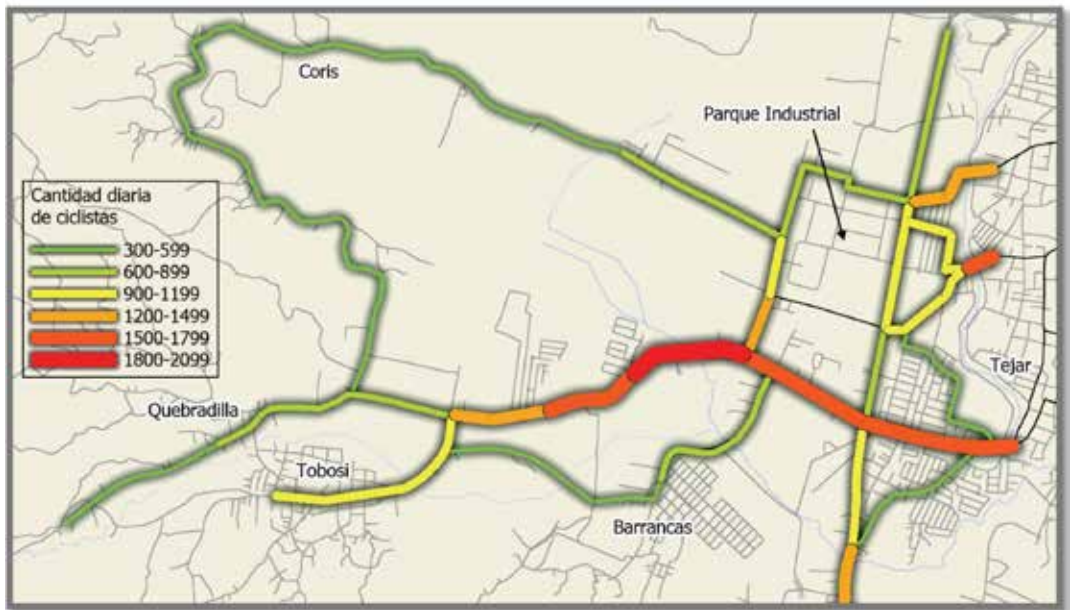 Coris
Parque Industrial
Cantidad diaria
de ciclistas
300-599
600-899
900-1199
1200-1499
1500-1799
1800-2099
Tejar
Quebradilla
Tobosi
Barrancas